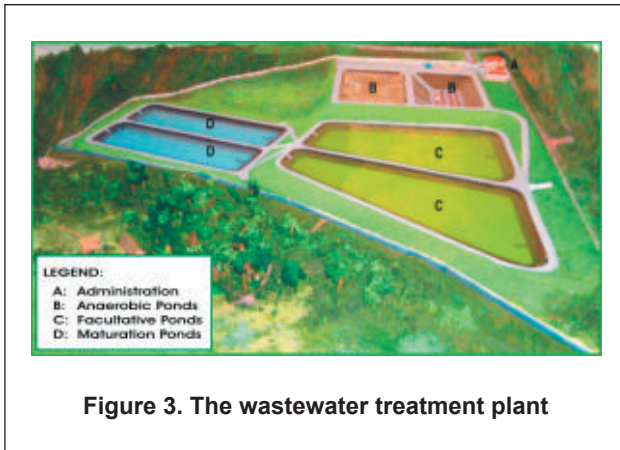 A
B
B
D
D
C
C
LEGEND:
A: Administration
B: Anaerobic Ponds
C: Facultative Ponds
D: Maturation Ponds
Figure 3. The wastewater treatment plant